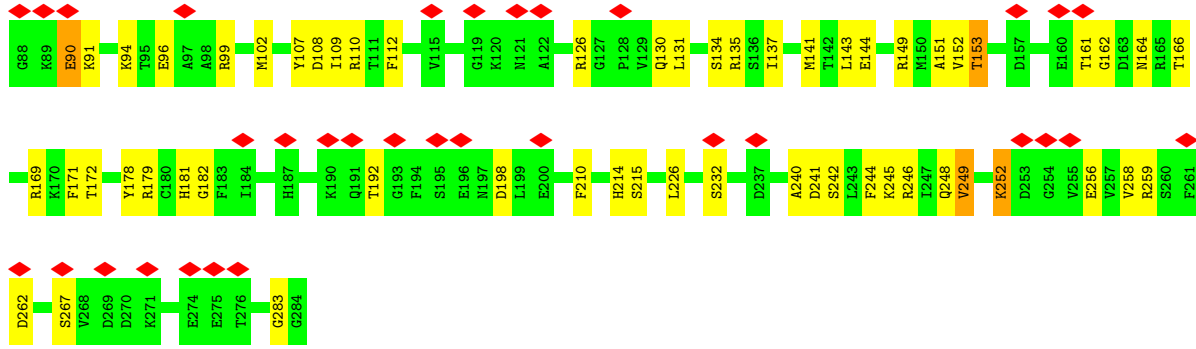 G88 K89 E90 K91 K94 T95 E96 A97 A98 R99 M102 Y107 D108 I109 R110 T111 F112 V115 G119 K120 N121 A122 R126 G127 P128 V129 Q130 L131 S134 R135 S136 I137 M141 T142 L143 E144 R149 M150 A151 V152 T153 D157 E160 T161 G162 D163 N164 R165 T166
R169 K170 F171 T172 Y178 R179 C180 H181 G182 F183 I184 H187 K190 Q191 T192 G193 F194 S195 E196 N197 D198 L199 E200 F210 H214 S215 L226 S232 D237 A240 D241 S242 L243 F244 K245 R246 I247 Q248 V249 K252 D253 G254 V255 E256 V257 V258 R259 S260 F261
D262 S267 V268 D269 D270 K271 E274 E275 T276 G283 G284